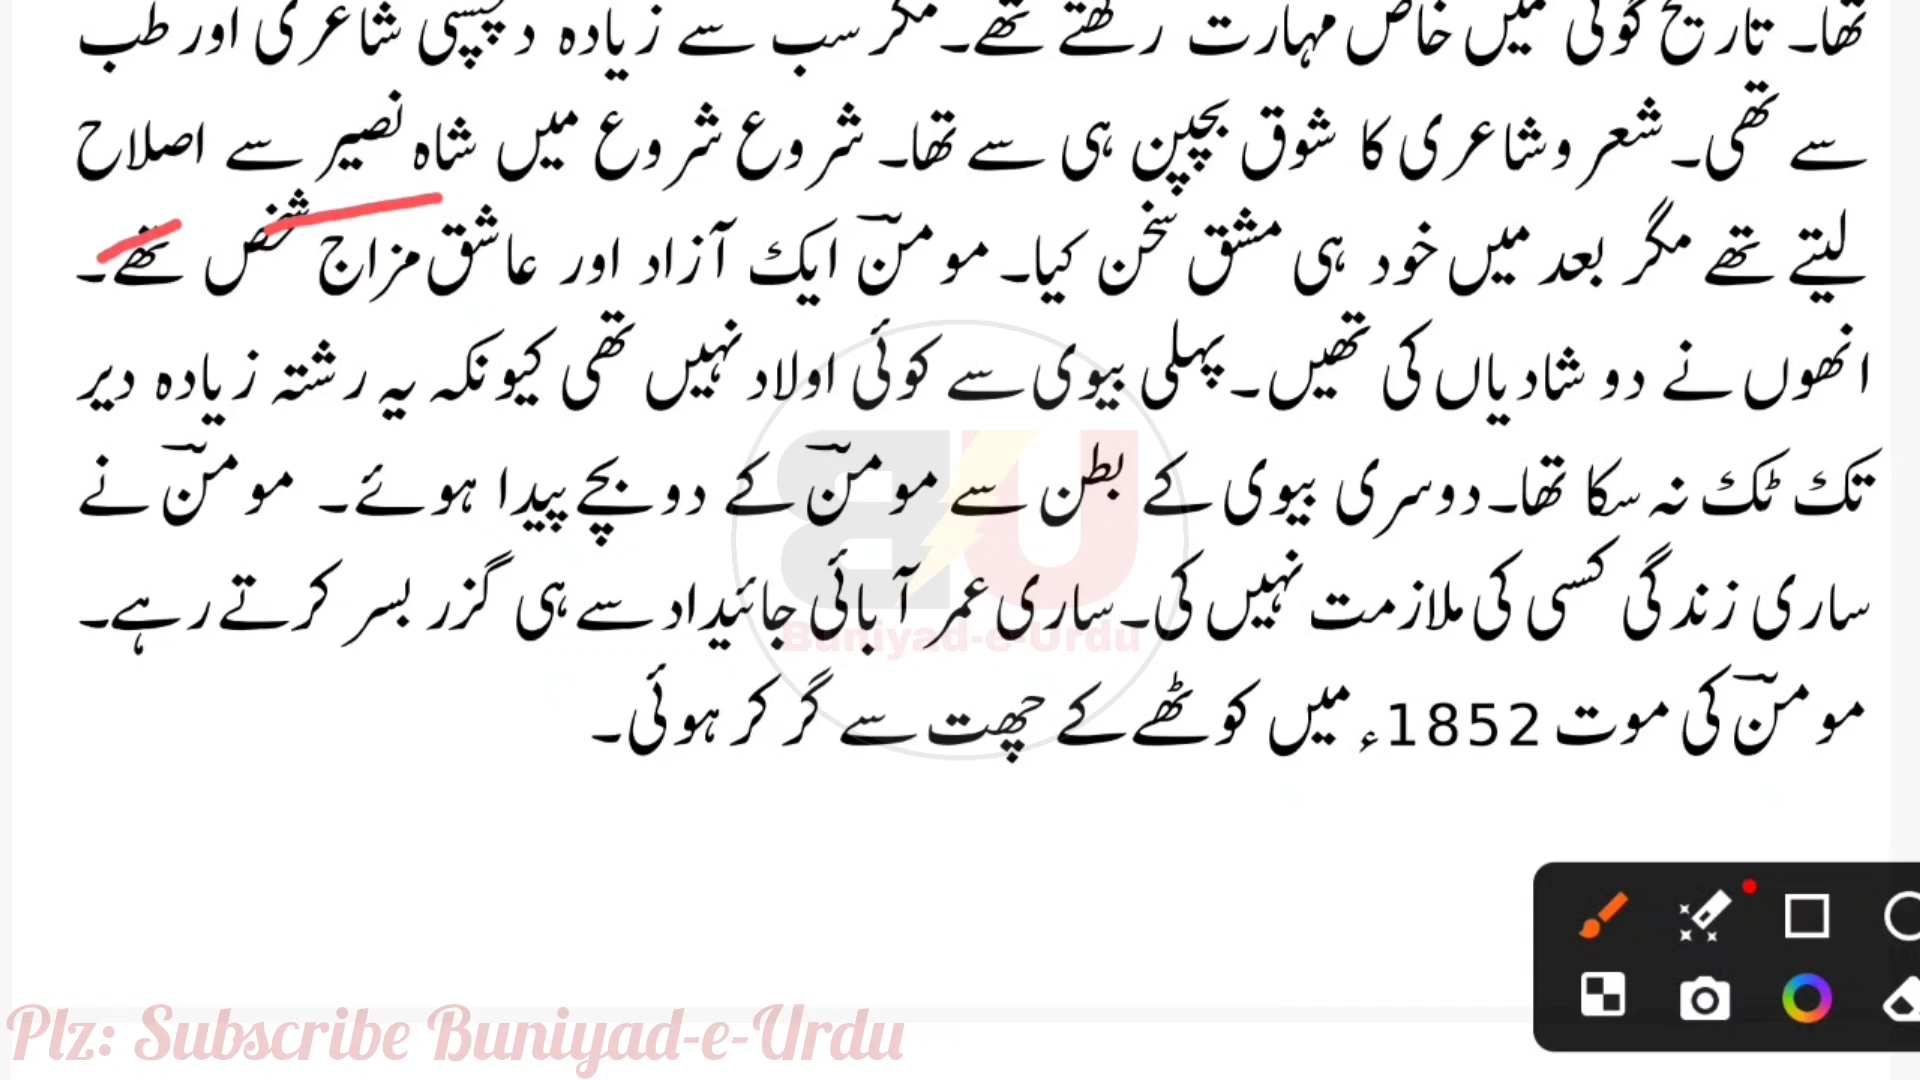 تھا۔ تاریخ گوئی میں خاص مہارت رکھتے تھے۔ مگر سب سے زیادہ دلچسپی شاعری اور طب
سے تھی۔ شعر و شاعری کا شوق بچپن ہی سے تھا۔ شروع شروع میں شاہ نصیر سے اصلاح
لیتے تھے مگر بعد میں خود ہی مشق سخن کیا۔ مومنؔ ایک آزاد اور عاشق مزاج شخص تھے۔
انھوں نے دو شادیاں کی تھیں۔ پہلی بیوی سے کوئی اولاد نہیں تھی کیونکہ یہ رشتہ زیادہ دیر
تک ٹک نہ سکا تھا۔ دوسری بیوی کے بطن سے مومنؔ کے دو بچے پیدا ہوئے۔ مومنؔ نے
ساری زندگی کسی کی ملازمت نہیں کی۔ ساری عمر آبائی جائیداد سے ہی گزر بسر کرتے رہے۔
مومنؔ کی موت 1852ء میں کوٹھے کے چھت سے گر کر ہوئی۔
BU
Buniyad-e-Urdu
Plz: Subscribe Buniyad-e-Urdu